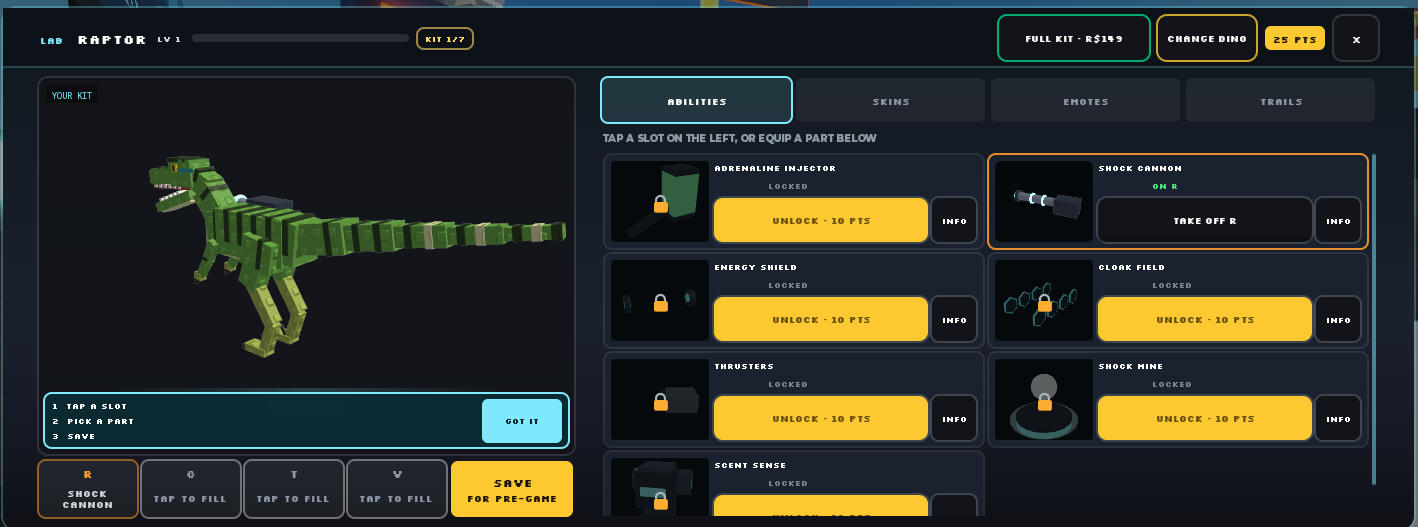 LAB RAPTOR LV 1 KIT 1/7 FULL KIT - R$149 CHANGE DINO 25 PTS X
YOUR KIT
1 TAP A SLOT
2 PICK A PART
3 SAVE
GOT IT
R
SHOCK
CANNON
G
TAP TO FILL
T
TAP TO FILL
V
TAP TO FILL
SAVE
FOR PRE-GAME
ABILITIES SKINS EMOTES TRAILS
TAP A SLOT ON THE LEFT, OR EQUIP A PART BELOW
ADRENALINE INJECTOR
LOCKED
UNLOCK - 10 PTS INFO
SHOCK CANNON
ON R
TAKE OFF R INFO
ENERGY SHIELD
LOCKED
UNLOCK - 10 PTS INFO
CLOAK FIELD
LOCKED
UNLOCK - 10 PTS INFO
THRUSTERS
LOCKED
UNLOCK - 10 PTS INFO
SHOCK MINE
LOCKED
UNLOCK - 10 PTS INFO
SCENT SENSE
LOCKED
UNLOCK - 10 PTS